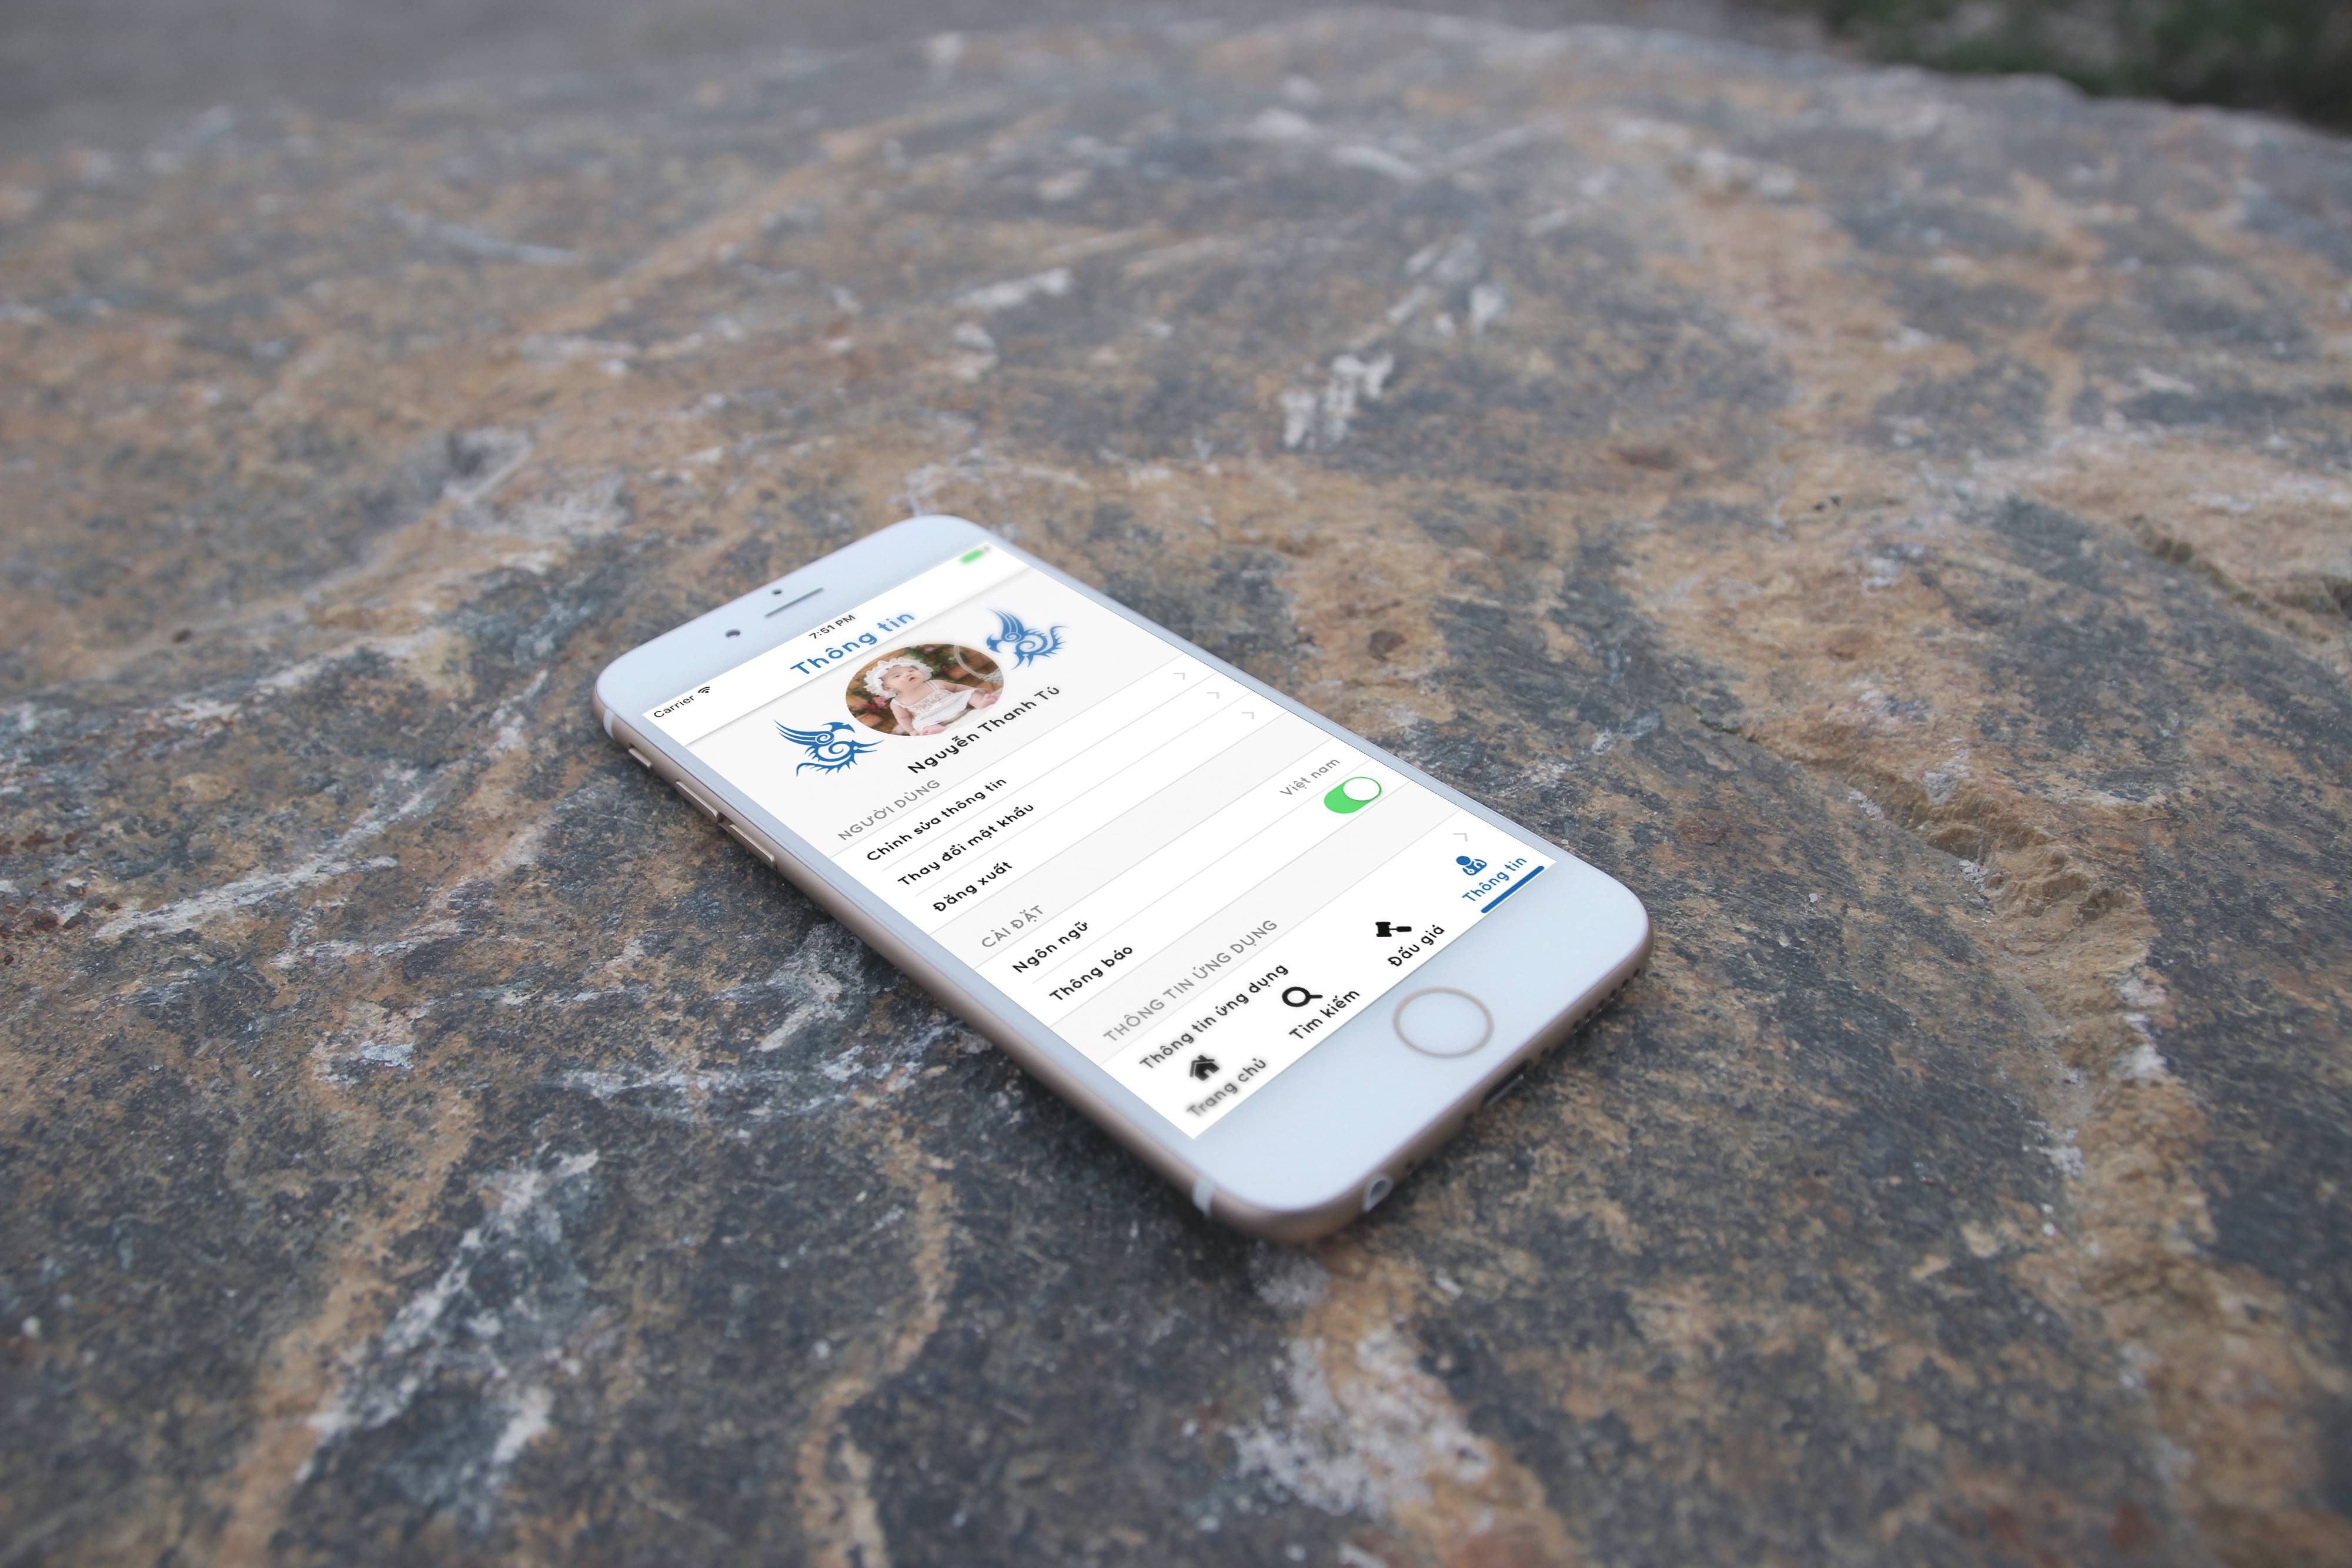 Carrier 7:51 PM
Thông tin
Nguyễn Thanh Tú
NGƯỜI DÙNG
Chỉnh sửa thông tin
Thay đổi mật khẩu
Đăng xuất
CÀI ĐẶT
Ngôn ngữ Việt nam
Thông báo
THÔNG TIN ỨNG DỤNG
Thông tin ứng dụng
Trang chủ Tìm kiếm Đấu giá Thông tin